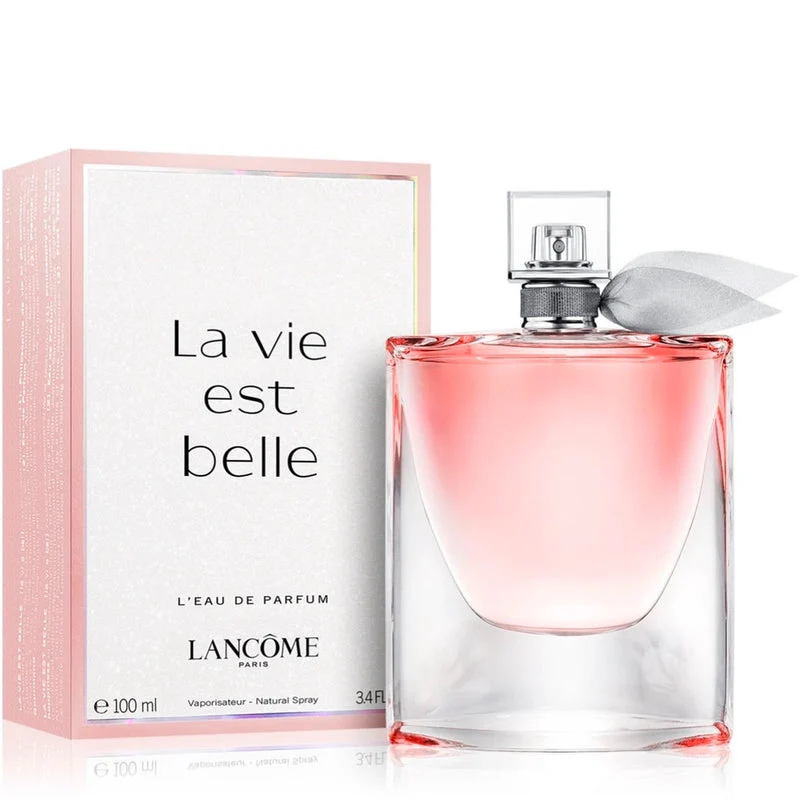 La vie
est
belle
L'EAU DE PARFUM
LANCÔME
PARIS
℮ 100 ml
Vaporisateur - Natural Spray
3.4 FL